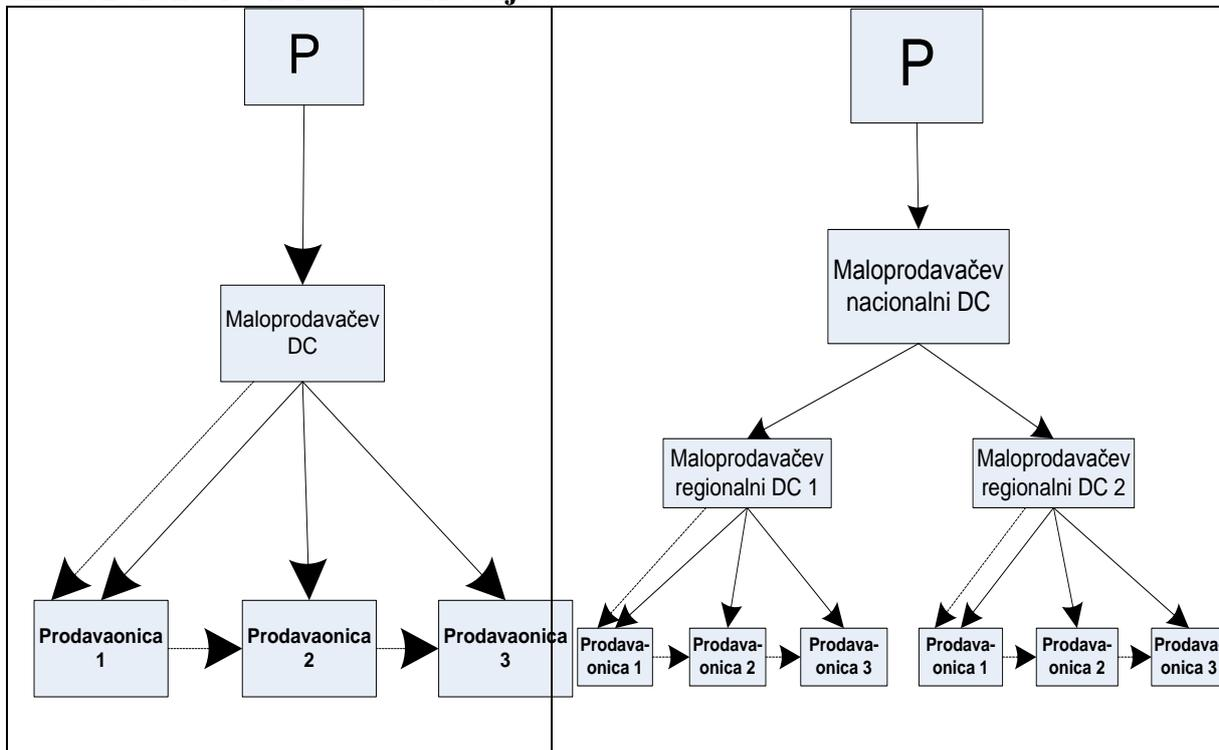 P
Maloprodavačev
DC
Prodavaonica
1
Prodavaonica
2
Prodavaonica
3
P
Maloprodavačev
nacionalni DC
Maloprodavačev
regionalni DC 1
Maloprodavačev
regionalni DC 2
Prodava-
onica 1
Prodava-
onica 2
Prodava-
onica 3
Prodava-
onica 1
Prodava-
onica 2
Prodava-
onica 3